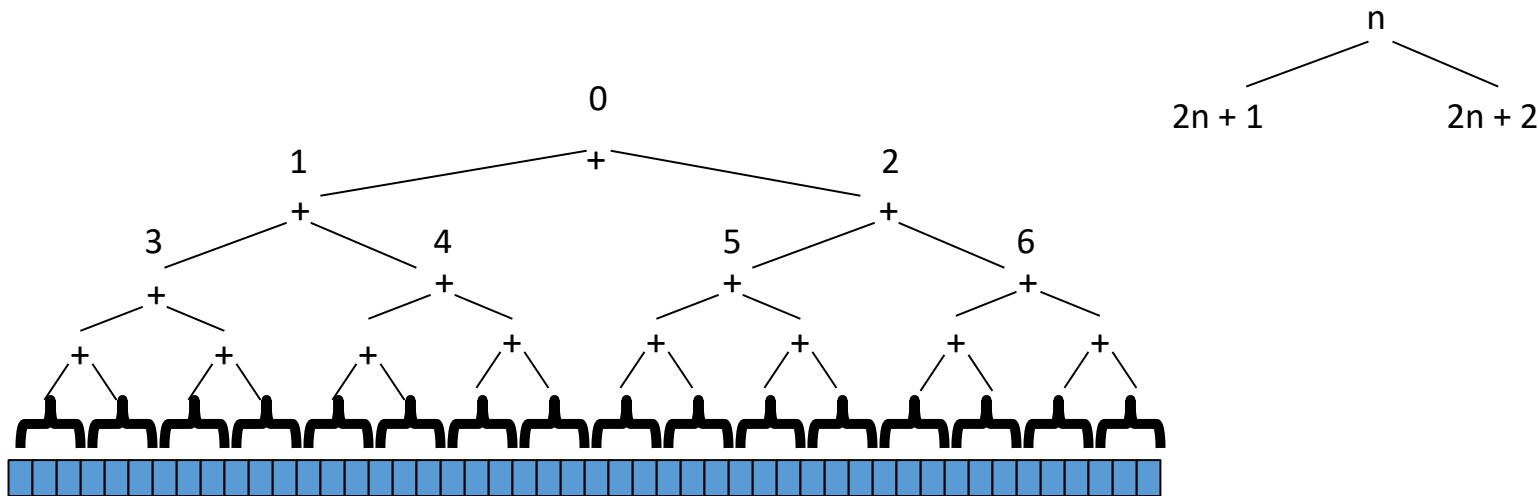 n
2n + 1 2n + 2
0
+
1 2
+ +
3 4 5 6
+ + + +
+ + + + + + + +